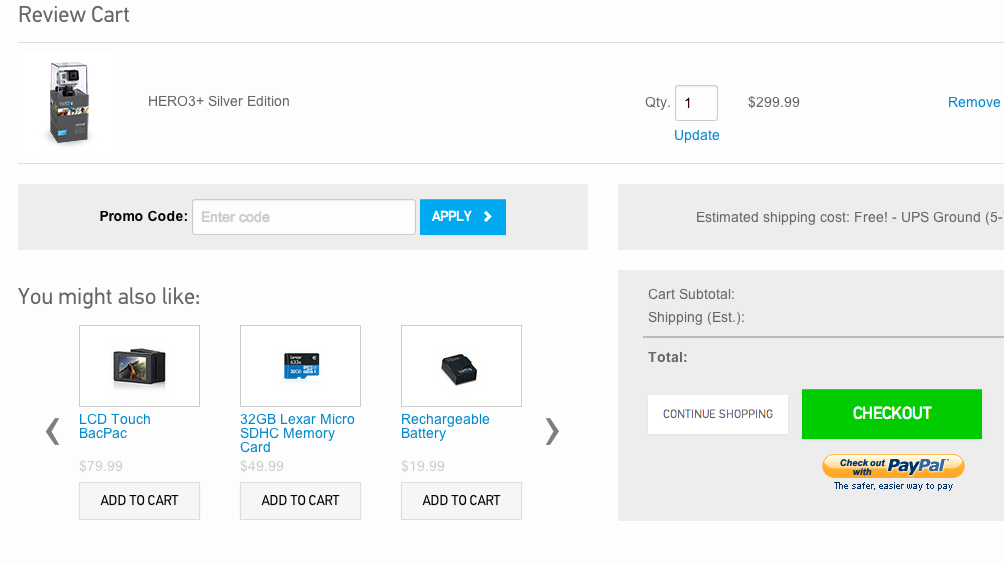 Review Cart
HERO3+ Silver Edition
Qty. 1 $299.99 Remove
Update
Promo Code: Enter code APPLY
Estimated shipping cost: Free! - UPS Ground (5-
You might also like:
LCD Touch
BacPac
$79.99
ADD TO CART
32GB Lexar Micro
SDHC Memory
Card
$49.99
ADD TO CART
Rechargeable
Battery
$19.99
ADD TO CART
Cart Subtotal:
Shipping (Est.):
Total:
CONTINUE SHOPPING
CHECKOUT
Check out
with PayPal
The safer, easier way to pay